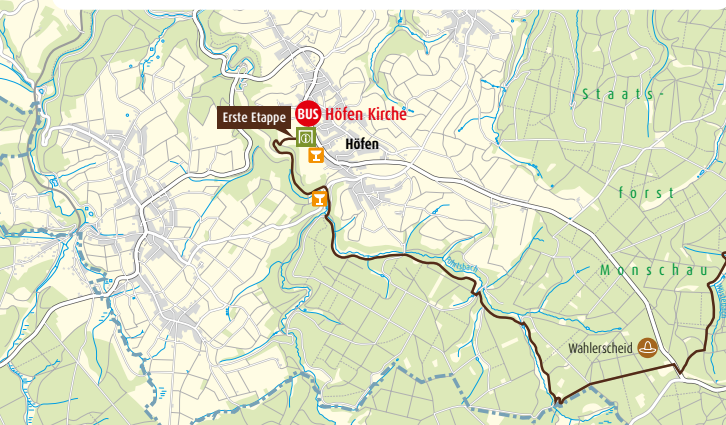 Staats-
BUS Höfen Kirche
Erste Etappe
Höfen
forst
Monschau
Wahlerscheid